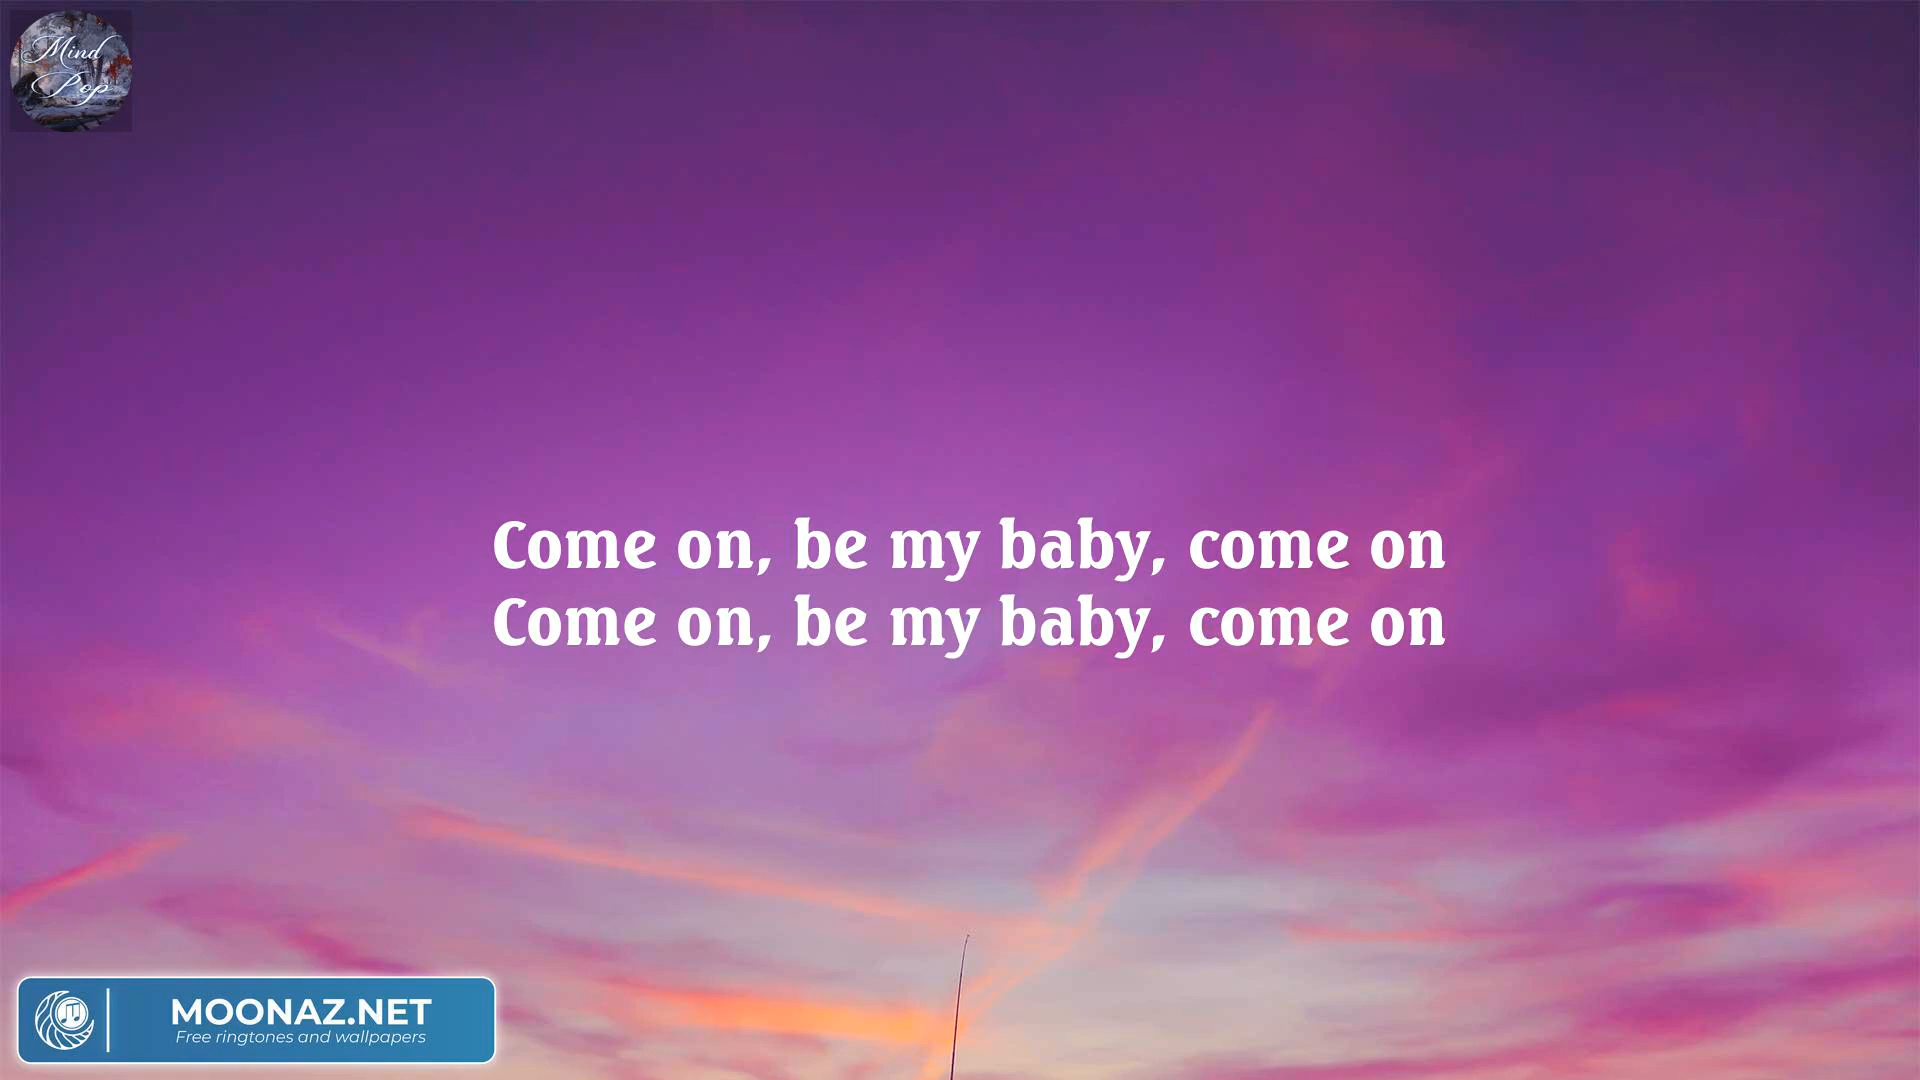 Mind
Pop
Come on, be my baby, come on
Come on, be my baby, come on
MOONAZ.NET
Free ringtones and wallpapers